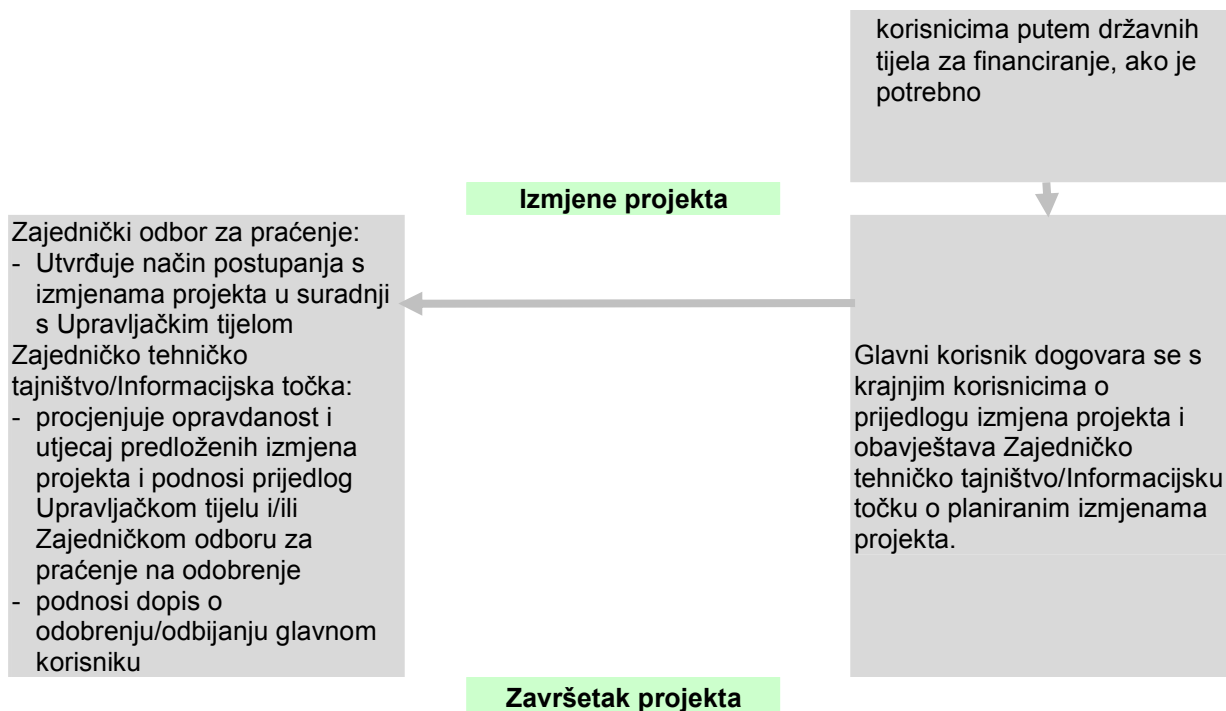 korisnicima putem državnih
tijela za financiranje, ako je
potrebno
Izmjene projekta
Zajednički odbor za praćenje:
- Utvrđuje način postupanja s
izmjenama projekta u suradnji
s Upravljačkim tijelom
Zajedničko tehničko
tajništvo/Informacijska točka:
- procjenjuje opravdanost i
utjecaj predloženih izmjena
projekta i podnosi prijedlog
Upravljačkom tijelu i/ili
Zajedničkom odboru za
praćenje na odobrenje
- podnosi dopis o
odobrenju/odbijanju glavnom
korisniku
Glavni korisnik dogovara se s
krajnjim korisnicima o
prijedlogu izmjena projekta i
obavještava Zajedničko
tehničko tajništvo/Informacijsku
točku o planiranim izmjenama
projekta.
Završetak projekta